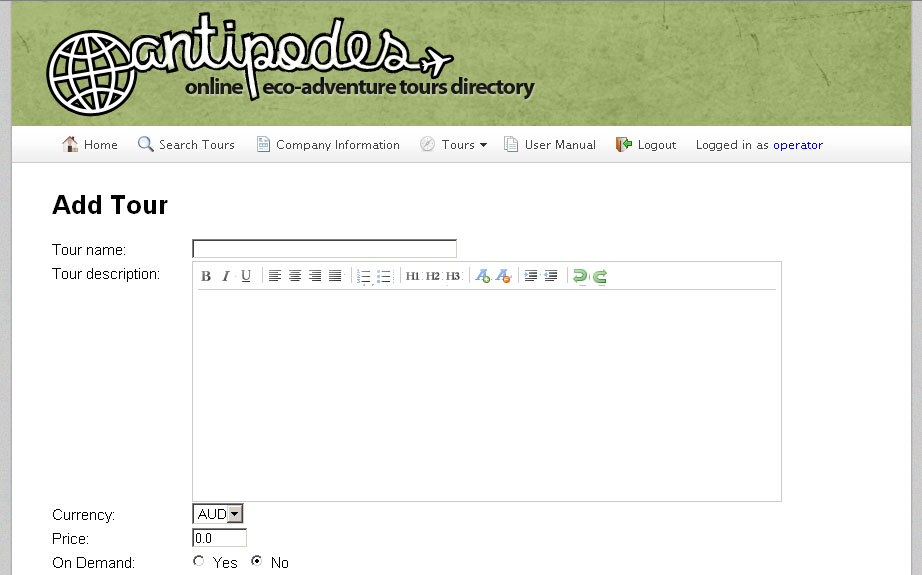 antipodes
online eco-adventure tours directory
Home Search Tours Company Information Tours User Manual Logout Logged in as operator
Add Tour
Tour name:
Tour description:
B I U H1 H2 H3
Currency: AUD
Price: 0.0
On Demand: Yes No